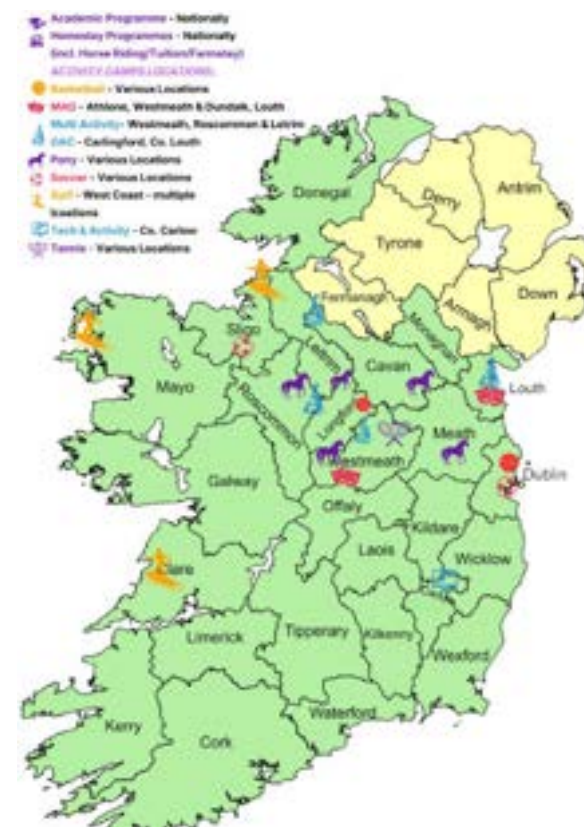 Academic Programme - Nationally
Homestay Programmes - Nationally
(incl. Horse Riding/Tuition/Farmstay)
ACTIVITY CAMPS LOCATIONS:
Basketball - Various Locations
MAG - Athlone, Westmeath & Dundalk, Louth
Multi Activity - Westmeath, Roscommon & Leitrim
OAC - Carlingford, Co. Louth
Pony - Various Locations
Soccer - Various Locations
Surf - West Coast - multiple
locations
Tech & Activity - Co. Carlow
Tennis - Various Locations
Donegal
Derry
Antrim
Tyrone
Fermanagh
Armagh
Down
Monaghan
Sligo
Leitrim
Cavan
Louth
Mayo
Roscommon
Longford
Meath
Westmeath
Dublin
Galway
Offaly
Kildare
Laois
Wicklow
Clare
Limerick
Tipperary
Kilkenny
Wexford
Waterford
Kerry
Cork